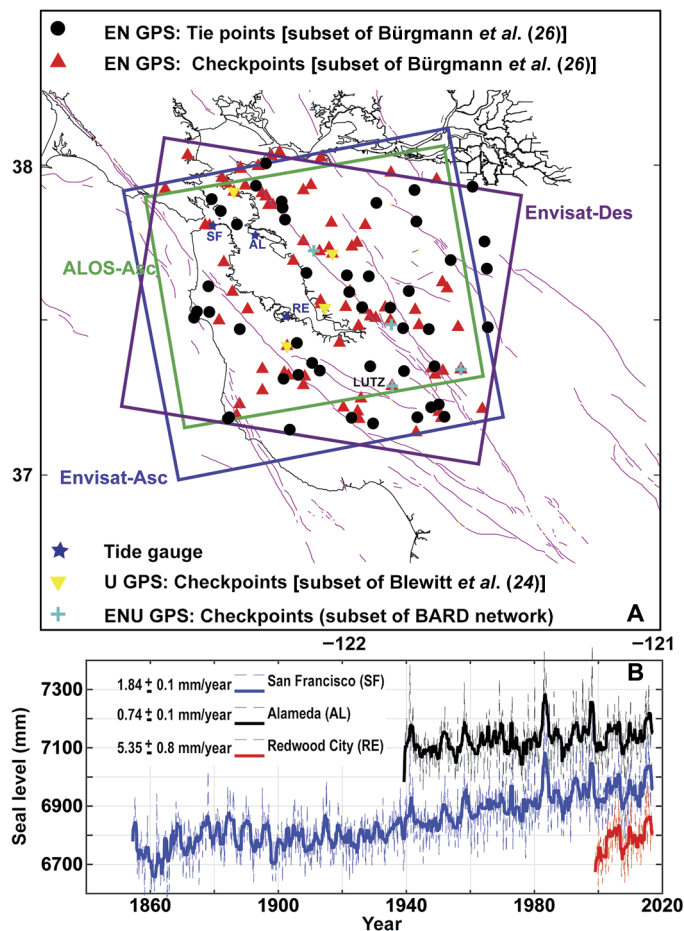 EN GPS: Tie points [subset of Bürgmann et al. (26)]
EN GPS: Checkpoints [subset of Bürgmann et al. (26)]
38
Envisat-Des
SF
AL
ALOS-Asc
RE
LUTZ
37
Envisat-Asc
Tide gauge
U GPS: Checkpoints [subset of Blewitt et al. (24)]
ENU GPS: Checkpoints (subset of BARD network)
A
−122
−121
B
1.84 ± 0.1 mm/year San Francisco (SF)
0.74 ± 0.1 mm/year Alameda (AL)
5.35 ± 0.8 mm/year Redwood City (RE)
7300
7100
6900
6700
Seal level (mm)
1860 1900 1940 1980 2020
Year